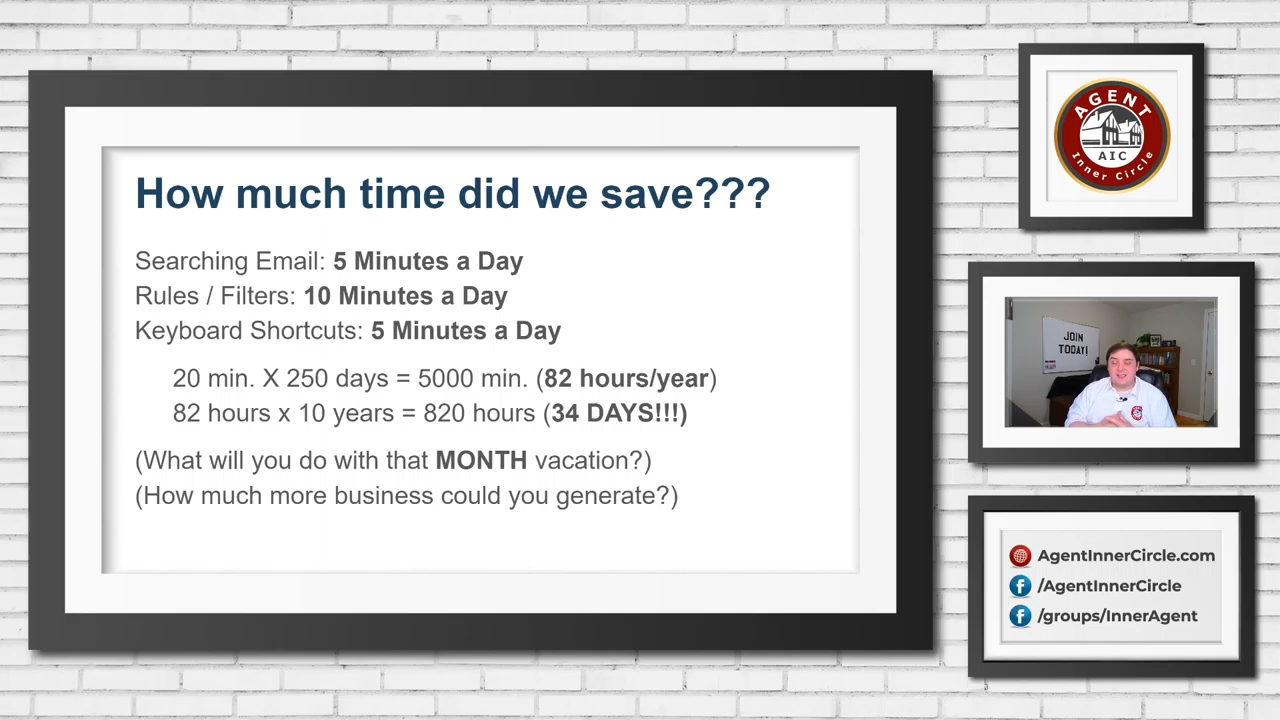 How much time did we save???
Searching Email: 5 Minutes a Day
Rules / Filters: 10 Minutes a Day
Keyboard Shortcuts: 5 Minutes a Day
20 min. X 250 days = 5000 min. (82 hours/year)
82 hours x 10 years = 820 hours (34 DAYS!!!)
(What will you do with that MONTH vacation?)
(How much more business could you generate?)
AGENT
AIC
Inner Circle
JOIN
TODAY!
AgentInnerCircle.com
/AgentInnerCircle
/groups/InnerAgent